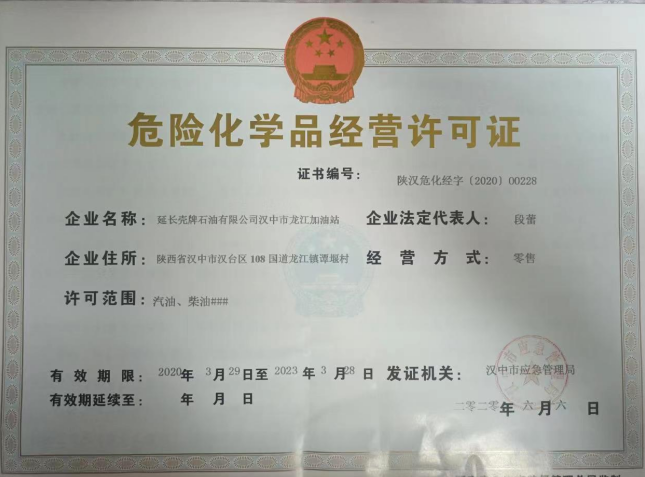 危险化学品经营许可证
证书编号： 陕汉危化经字〔2020〕00228
企业名称： 延长壳牌石油有限公司汉中市龙江加油站 企业法定代表人： 段蕾
企业住所： 陕西省汉中市汉台区108国道龙江镇谭堰村 经营方式： 零售
许可范围： 汽油、柴油###
有效期限： 2020年3月29日至2023年3月28日 发证机关： 汉中市应急管理局
有效期延续至： 年 月 日 二〇二〇年六月 六日